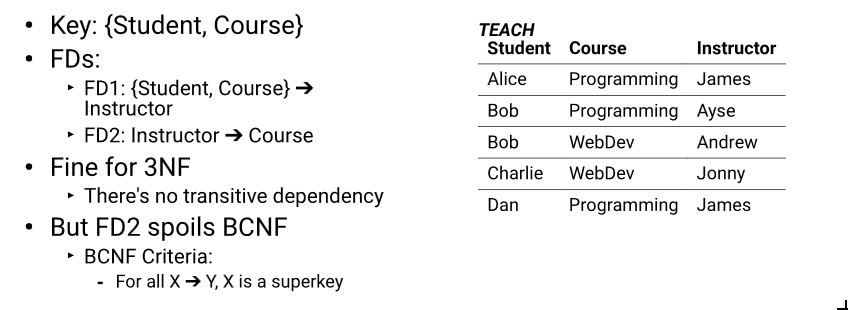 • Key: {Student, Course}
• FDs:
‣ FD1: {Student, Course} ➔
Instructor
‣ FD2: Instructor ➔ Course
• Fine for 3NF
‣ There's no transitive dependency
• But FD2 spoils BCNF
‣ BCNF Criteria:
- For all X ➔ Y, X is a superkey
TEACH
Student Course Instructor
Alice Programming James
Bob Programming Ayse
Bob WebDev Andrew
Charlie WebDev Jonny
Dan Programming James